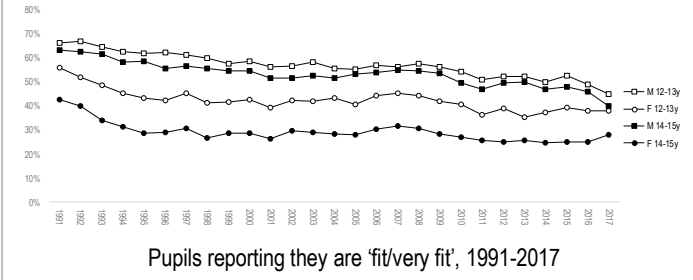 80%
70%
60%
50%
40%
30%
20%
10%
0%
1991 1992 1993 1994 1995 1996 1997 1998 1999 2000 2001 2002 2003 2004 2005 2006 2007 2008 2009 2010 2011 2012 2013 2014 2015 2016 2017
M 12-13y
F 12-13y
M 14-15y
F 14-15y
Pupils reporting they are ‘fit/very fit’, 1991-2017